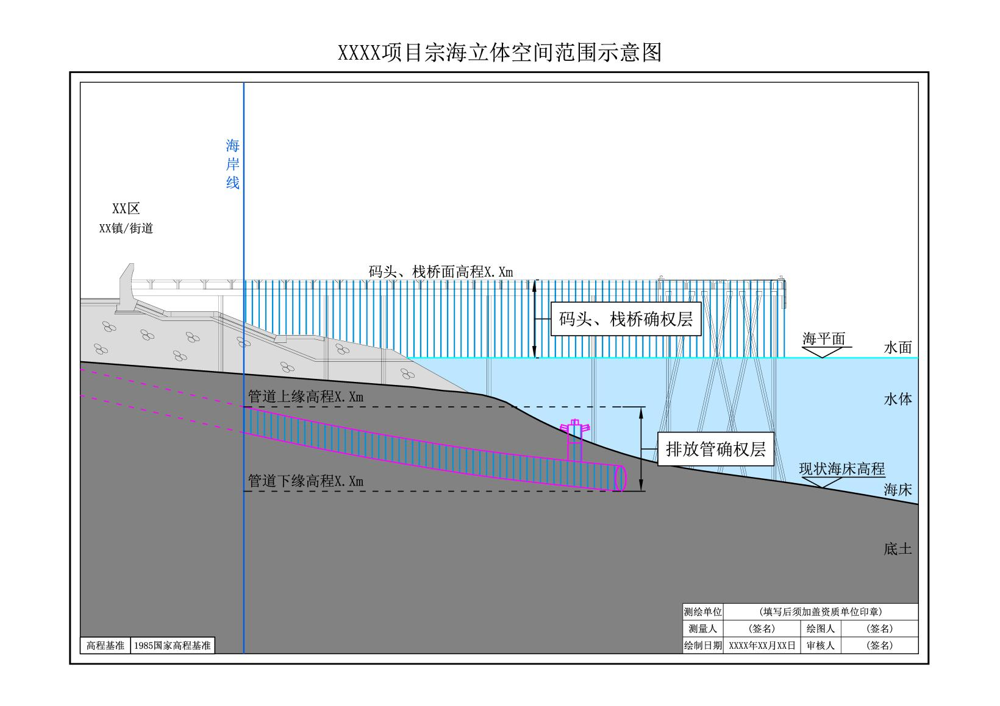 XXXX项目宗海立体空间范围示意图
海岸线
XX区
XX镇/街道
码头、栈桥面高程X.Xm
码头、栈桥确权层
海平面
水面
管道上缘高程X.Xm
水体
排放管确权层
现状海床高程
管道下缘高程X.Xm
海床
底土
测绘单位 (填写后须加盖资质单位印章)
测量人 (签名) 绘图人 (签名)
绘制日期 XXXX年XX月XX日 审核人 (签名)
高程基准 1985国家高程基准